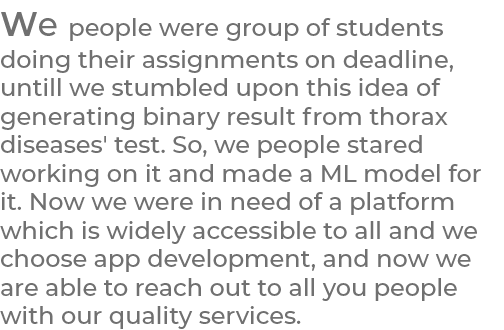 We people were group of students
doing their assignments on deadline,
untill we stumbled upon this idea of
generating binary result from thorax
diseases' test. So, we people stared
working on it and made a ML model for
it. Now we were in need of a platform
which is widely accessible to all and we
choose app development, and now we
are able to reach out to all you people
with our quality services.